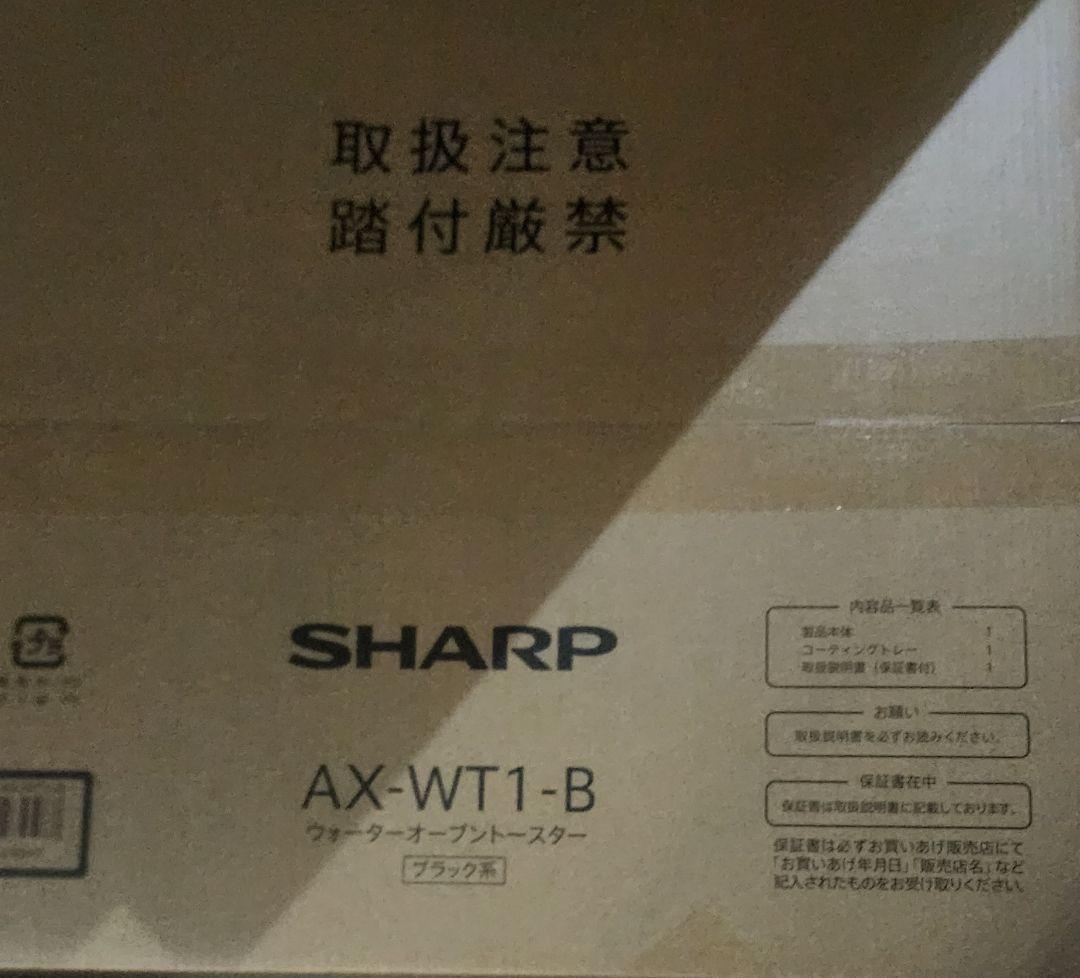 取扱注意
踏付厳禁
SHARP
AX-WT1-B
ウォーターオーブントースター
ブラック系
内容品一覧表
製品本体 1
コーティングトレー 1
取扱説明書（保証書付） 1
お願い
取扱説明書を必ずお読みください。
保証書在中
保証書は取扱説明書に記載しております。
保証書は必ずお買いあげ販売店にて
「お買いあげ年月日」「販売店名」など
記入されたものをお受け取りください。